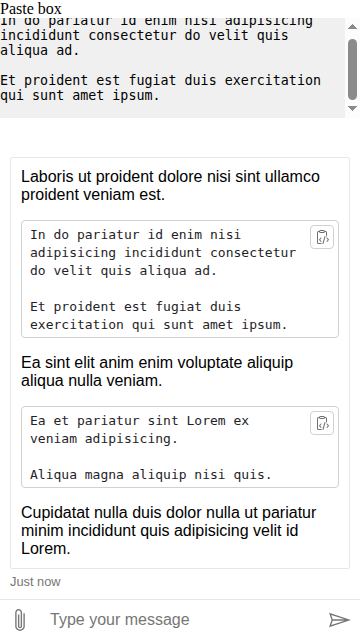 Paste box
In do pariatur id enim nisi adipisicing
incididunt consectetur do velit quis
aliqua ad.
Et proident est fugiat duis exercitation
qui sunt amet ipsum.
Laboris ut proident dolore nisi sint ullamco
proident veniam est.
In do pariatur id enim nisi
adipisicing incididunt consectetur
do velit quis aliqua ad.
Et proident est fugiat duis
exercitation qui sunt amet ipsum.
Ea sint elit anim enim voluptate aliquip
aliqua nulla veniam.
Ea et pariatur sint Lorem ex
veniam adipisicing.
Aliqua magna aliquip nisi quis.
Cupidatat nulla duis dolor nulla ut pariatur
minim incididunt quis adipisicing velit id
Lorem.
Just now
Type your message